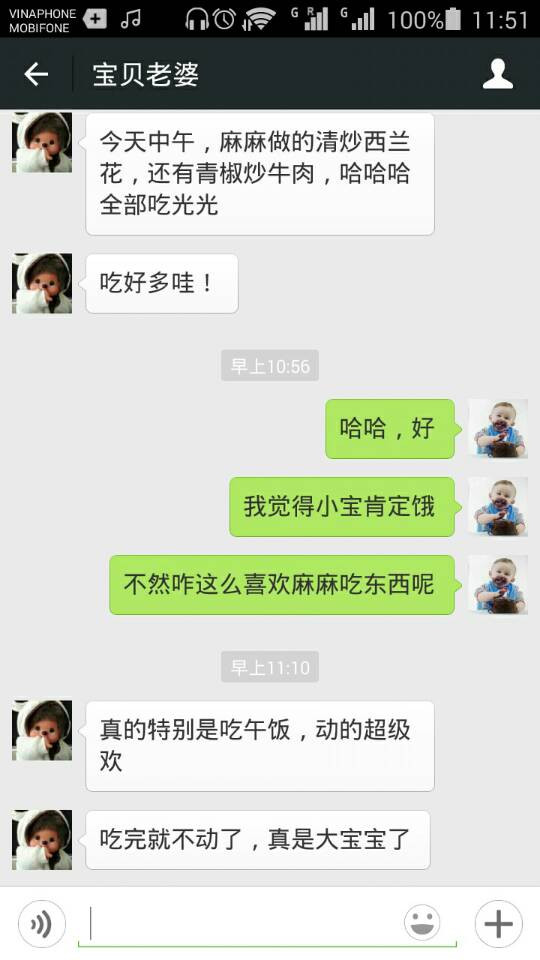 VINAPHONE
MOBIFONE
G R G 100% 11:51
宝贝老婆
今天中午，麻麻做的清炒西兰
花，还有青椒炒牛肉，哈哈哈
全部吃光光
吃好多哇！
早上10:56
哈哈，好
我觉得小宝肯定饿
不然咋这么喜欢麻麻吃东西呢
早上11:10
真的特别是吃午饭，动的超级
欢
吃完就不动了，真是大宝宝了